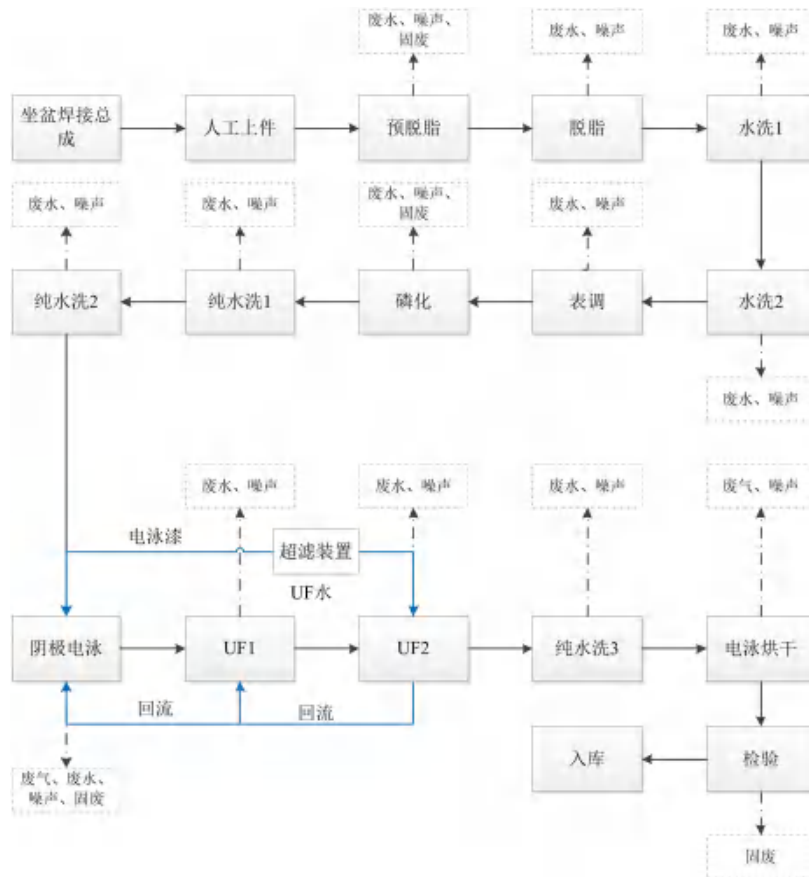 废水、噪声、
固废
废水、噪声
废水、噪声
坐盆焊接总
成
人工上件
预脱脂
脱脂
水洗1
废水、噪声
废水、噪声
废水、噪声、
固废
废水、噪声
纯水洗2
纯水洗1
磷化
表调
水洗2
废水、噪声
废水、噪声
废水、噪声
废水、噪声
废气、噪声
电泳漆
超滤装置
UF水
阴极电泳
UF1
UF2
纯水洗3
电泳烘干
回流
回流
废气、废水、
噪声、固废
入库
检验
固废